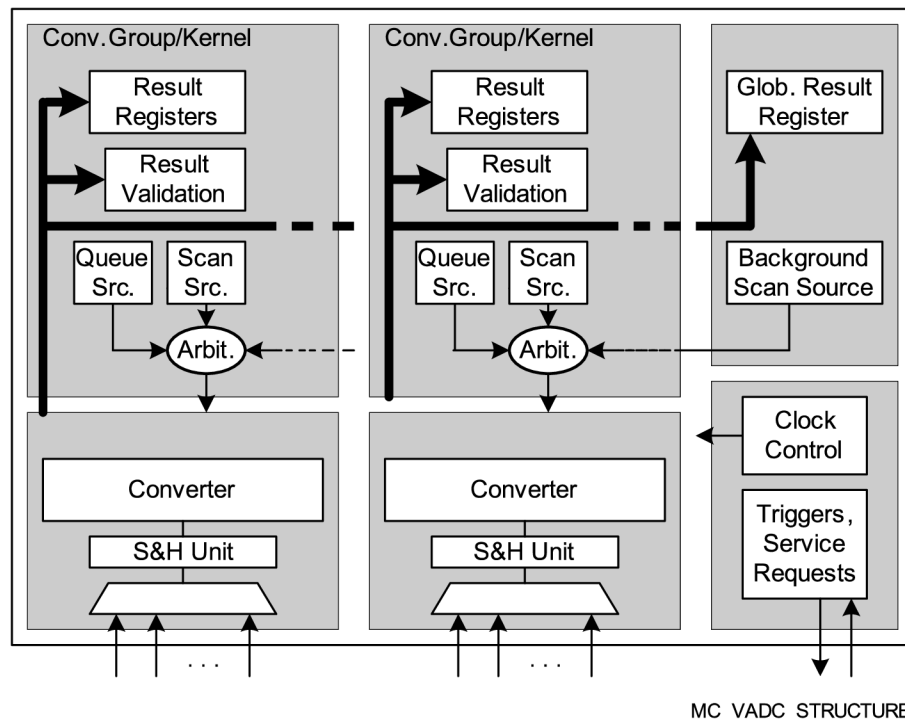 Conv.Group/Kernel
Result
Registers
Result
Validation
Queue
Src.
Scan
Src.
Arbit.
Converter
S&H Unit
. . .
Conv.Group/Kernel
Result
Registers
Result
Validation
Queue
Src.
Scan
Src.
Arbit.
Converter
S&H Unit
. . .
Glob. Result
Register
Background
Scan Source
Clock
Control
Triggers,
Service
Requests
MC_VADC_STRUCTURE